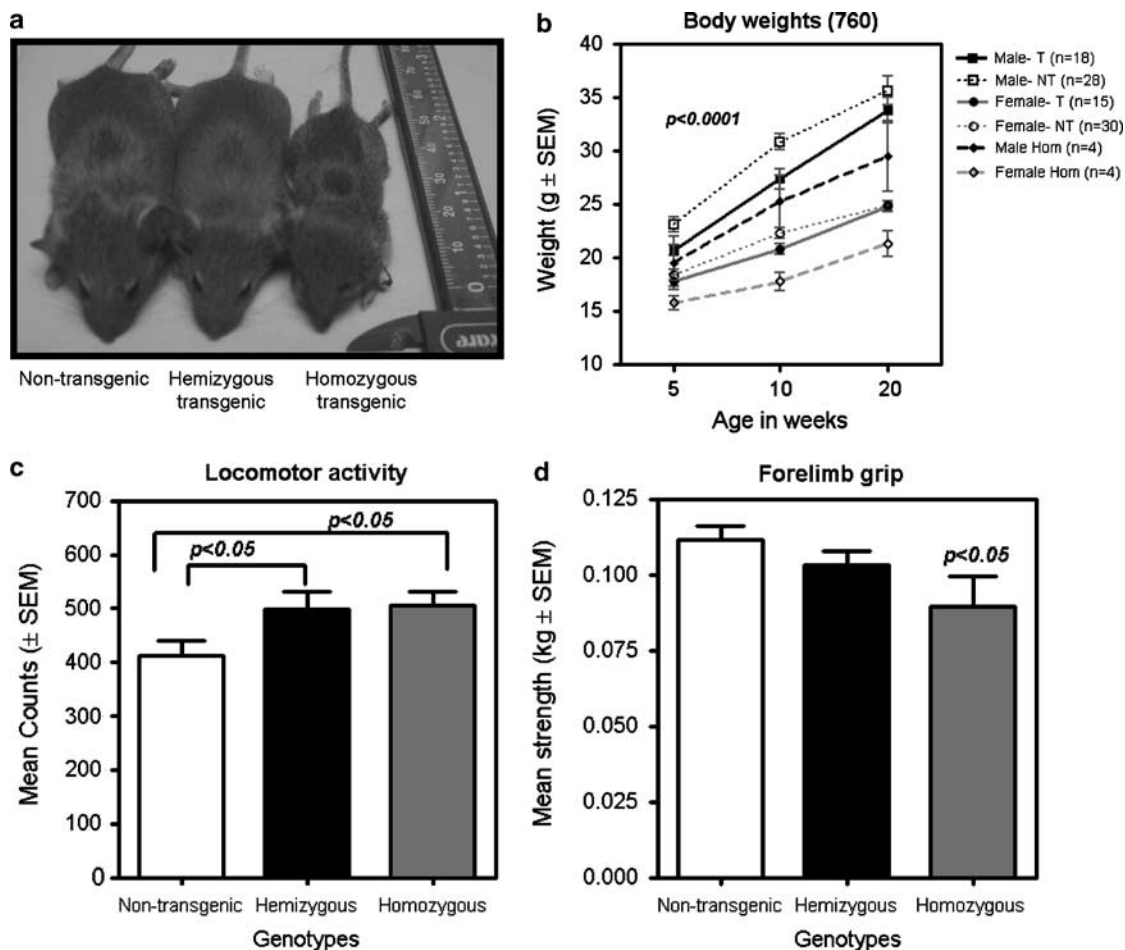 a
Non-transgenic
Hemizygous
transgenic
Homozygous
transgenic
b
Body weights (760)
40
35
30
25
20
15
10
Weight (g ± SEM)
p<0.0001
5
10
20
Age in weeks
Male- T (n=18)
Male- NT (n=28)
Female- T (n=15)
Female- NT (n=30)
Male Hom (n=4)
Female Hom (n=4)
c
Locomotor activity
700
600
500
400
300
200
100
0
Mean Counts (± SEM)
p<0.05
p<0.05
Non-transgenic
Hemizygous
Homozygous
Genotypes
d
Forelimb grip
0.125
0.100
0.075
0.050
0.025
0.000
Mean strength (kg ± SEM)
p<0.05
Non-transgenic
Hemizygous
Homozygous
Genotypes